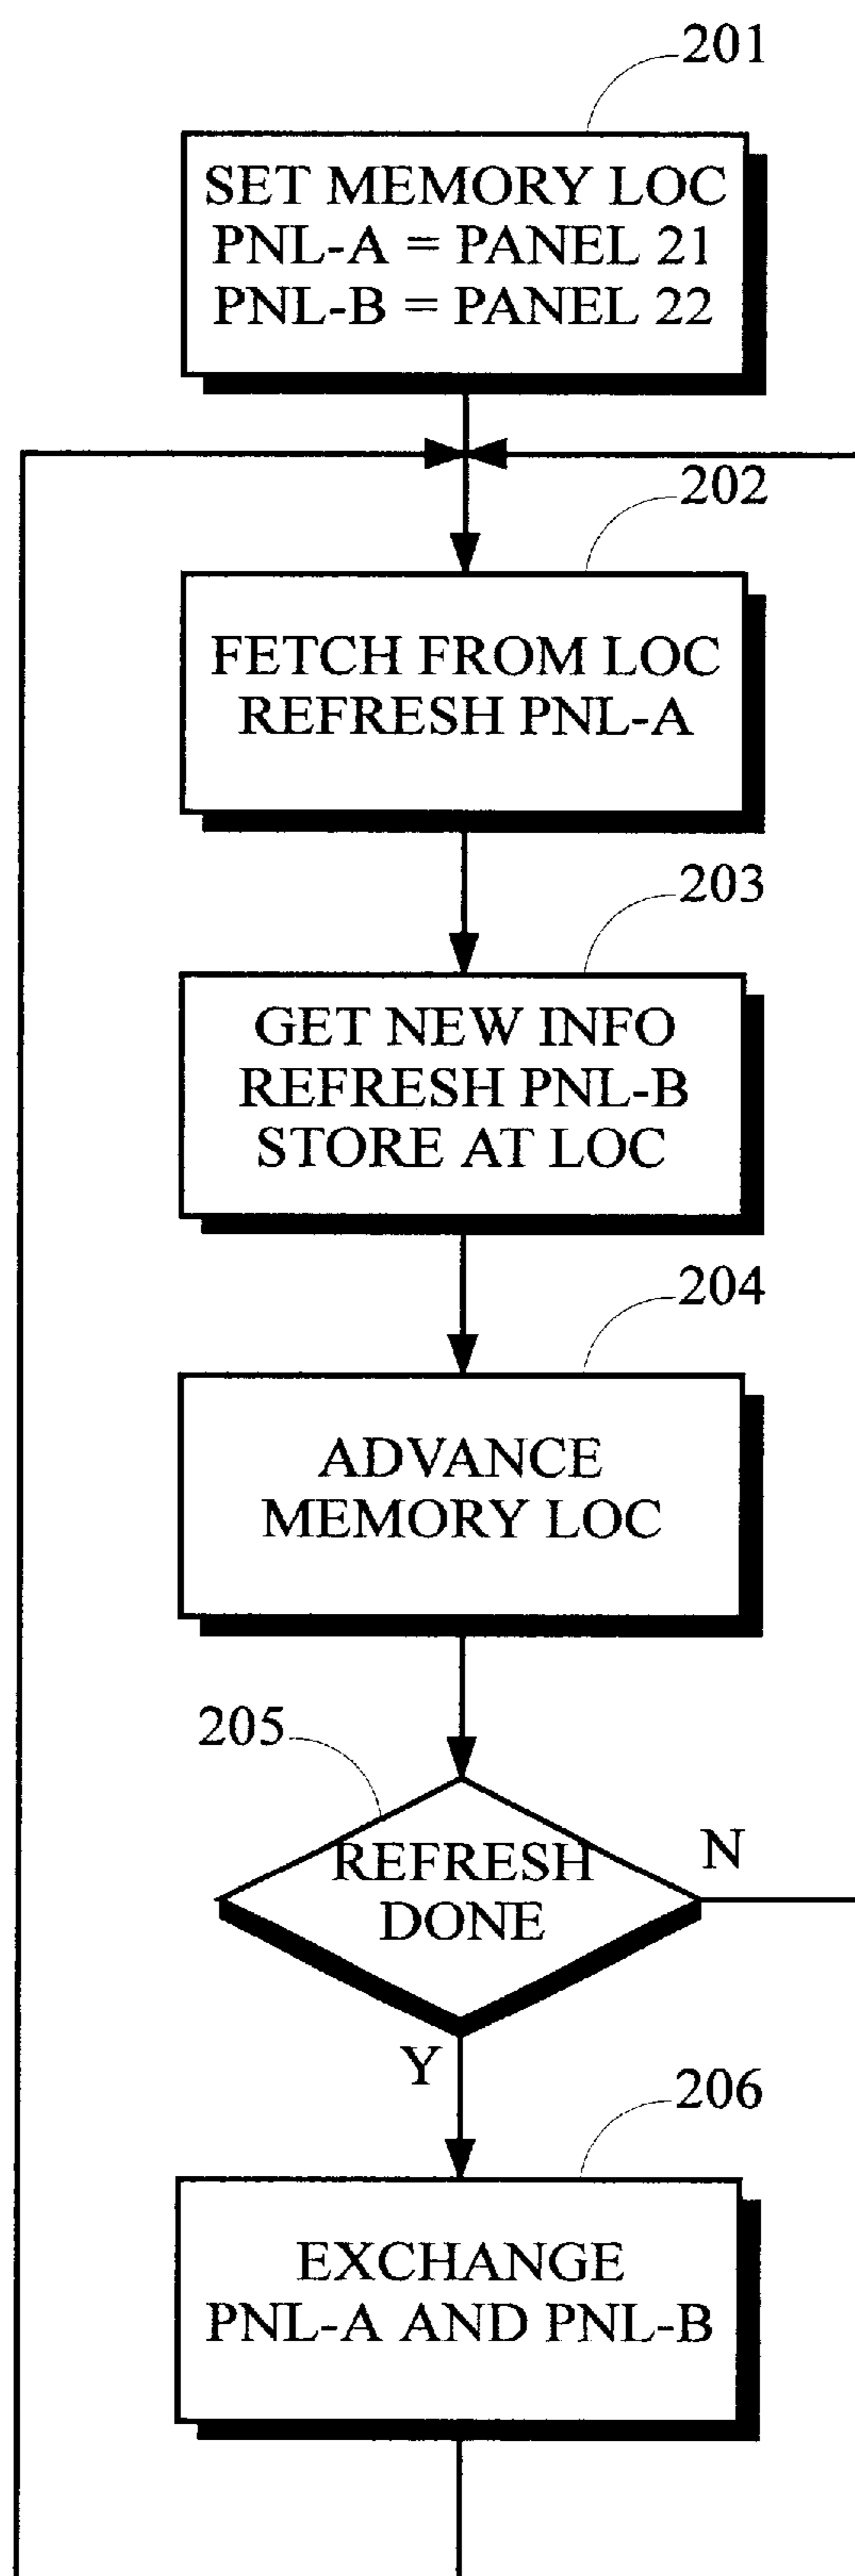 201
SET MEMORY LOC
PNL-A = PANEL 21
PNL-B = PANEL 22
202
FETCH FROM LOC
REFRESH PNL-A
203
GET NEW INFO
REFRESH PNL-B
STORE AT LOC
204
ADVANCE
MEMORY LOC
205
REFRESH
DONE
N
Y
206
EXCHANGE
PNL-A AND PNL-B